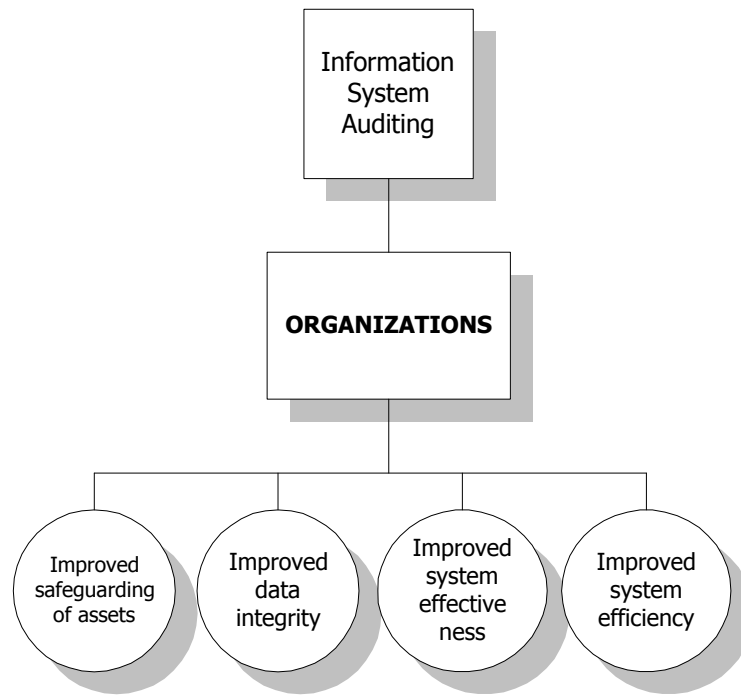 Information
System
Auditing
ORGANIZATIONS
Improved
safeguarding
of assets
Improved
data
integrity
Improved
system
effective
ness
Improved
system
efficiency